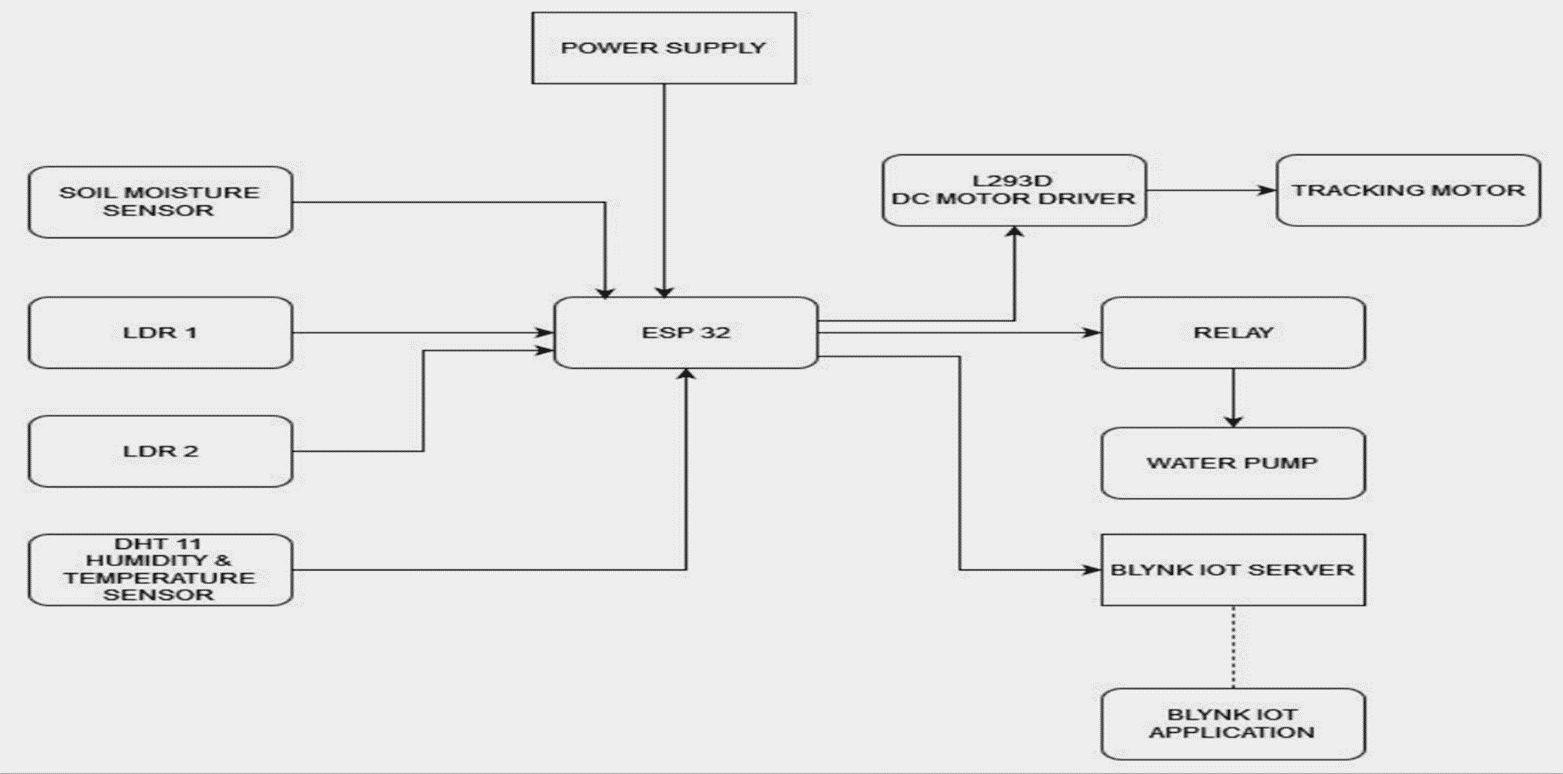 POWER SUPPLY
SOIL MOISTURE
SENSOR
L293D
DC MOTOR DRIVER
TRACKING MOTOR
LDR 1
ESP 32
RELAY
LDR 2
WATER PUMP
DHT 11
HUMIDITY &
TEMPERATURE
SENSOR
BLYNK IOT SERVER
BLYNK IOT
APPLICATION